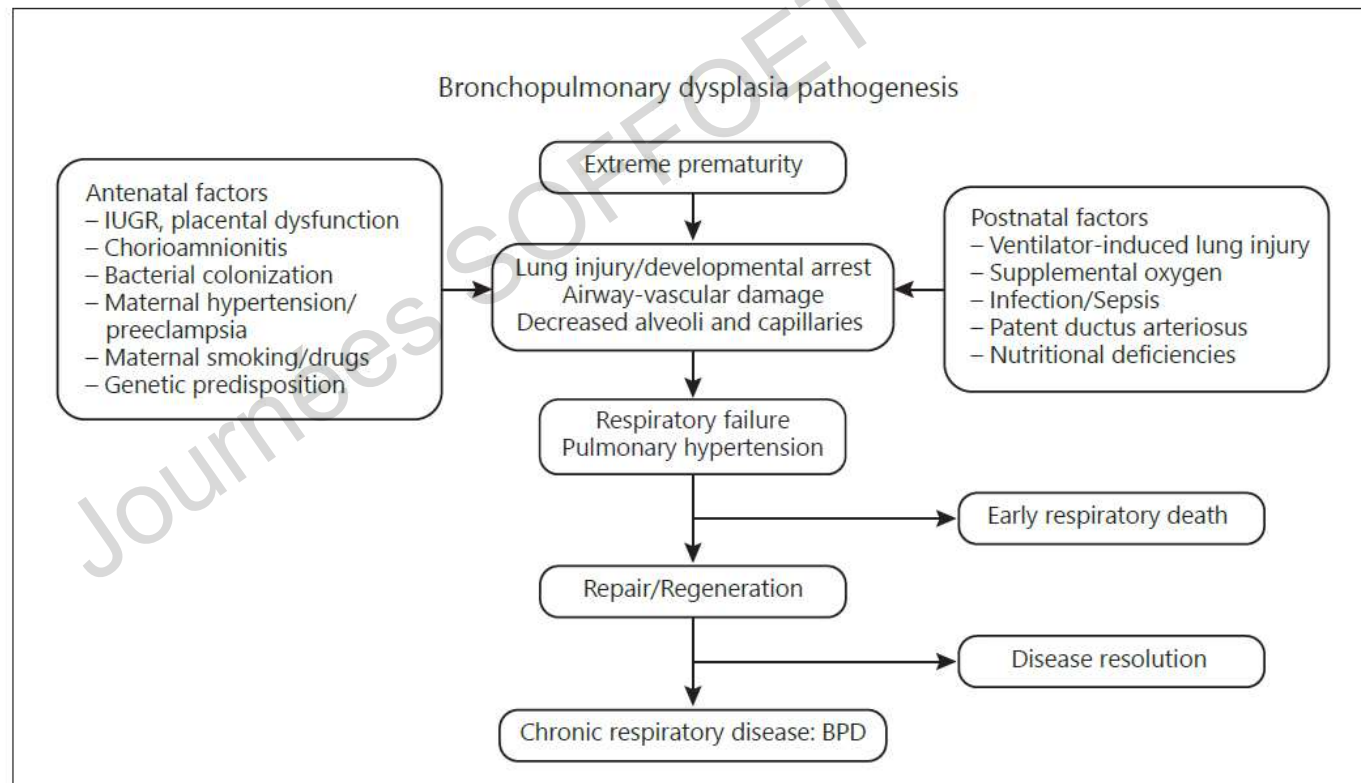 Bronchopulmonary dysplasia pathogenesis
Extreme prematurity
Antenatal factors
– IUGR, placental dysfunction
– Chorioamnionitis
– Bacterial colonization
– Maternal hypertension/
preeclampsia
– Maternal smoking/drugs
– Genetic predisposition
Lung injury/developmental arrest
Airway-vascular damage
Decreased alveoli and capillaries
Postnatal factors
– Ventilator-induced lung injury
– Supplemental oxygen
– Infection/Sepsis
– Patent ductus arteriosus
– Nutritional deficiencies
Respiratory failure
Pulmonary hypertension
Early respiratory death
Repair/Regeneration
Disease resolution
Chronic respiratory disease: BPD
Journées SOFFOET